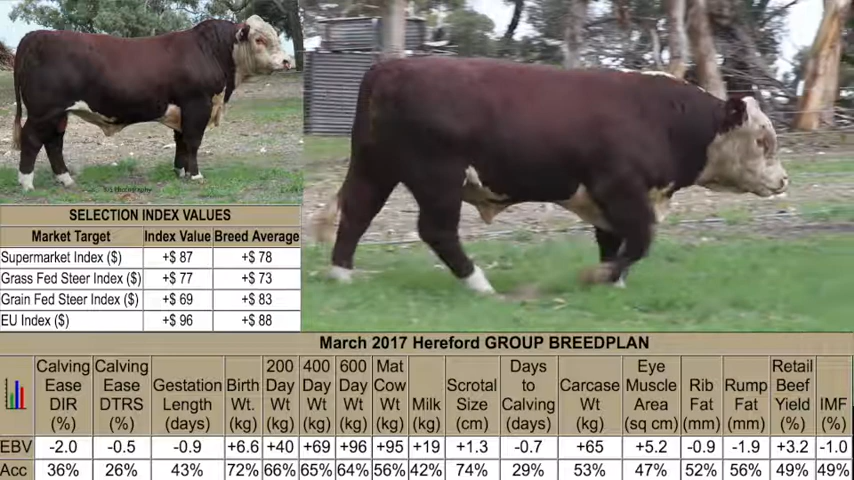 SELECTION INDEX VALUES
Market Target Index Value Breed Average
Supermarket Index ($) +$ 87 +$ 78
Grass Fed Steer Index ($) +$ 77 +$ 73
Grain Fed Steer Index ($) +$ 69 +$ 83
EU Index ($) +$ 96 +$ 88
March 2017 Hereford GROUP BREEDPLAN
Calving Ease DIR (%) Calving Ease DTRS (%) Gestation Length (days) Birth Wt. (kg) 200 Day Wt (kg) 400 Day Wt (kg) 600 Day Wt (kg) Mat Cow Wt (kg) Milk (kg) Scrotal Size (cm) Days to Calving (days) Carcase Wt (kg) Eye Muscle Area (sq cm) Rib Fat (mm) Rump Fat (mm) Retail Beef Yield (%) IMF (%)
EBV -2.0 -0.5 -0.9 +6.6 +40 +69 +96 +95 +19 +1.3 -0.7 +65 +5.2 -0.9 -1.9 +3.2 -1.0
Acc 36% 26% 43% 72% 66% 65% 64% 56% 42% 74% 29% 53% 47% 52% 56% 49% 49%